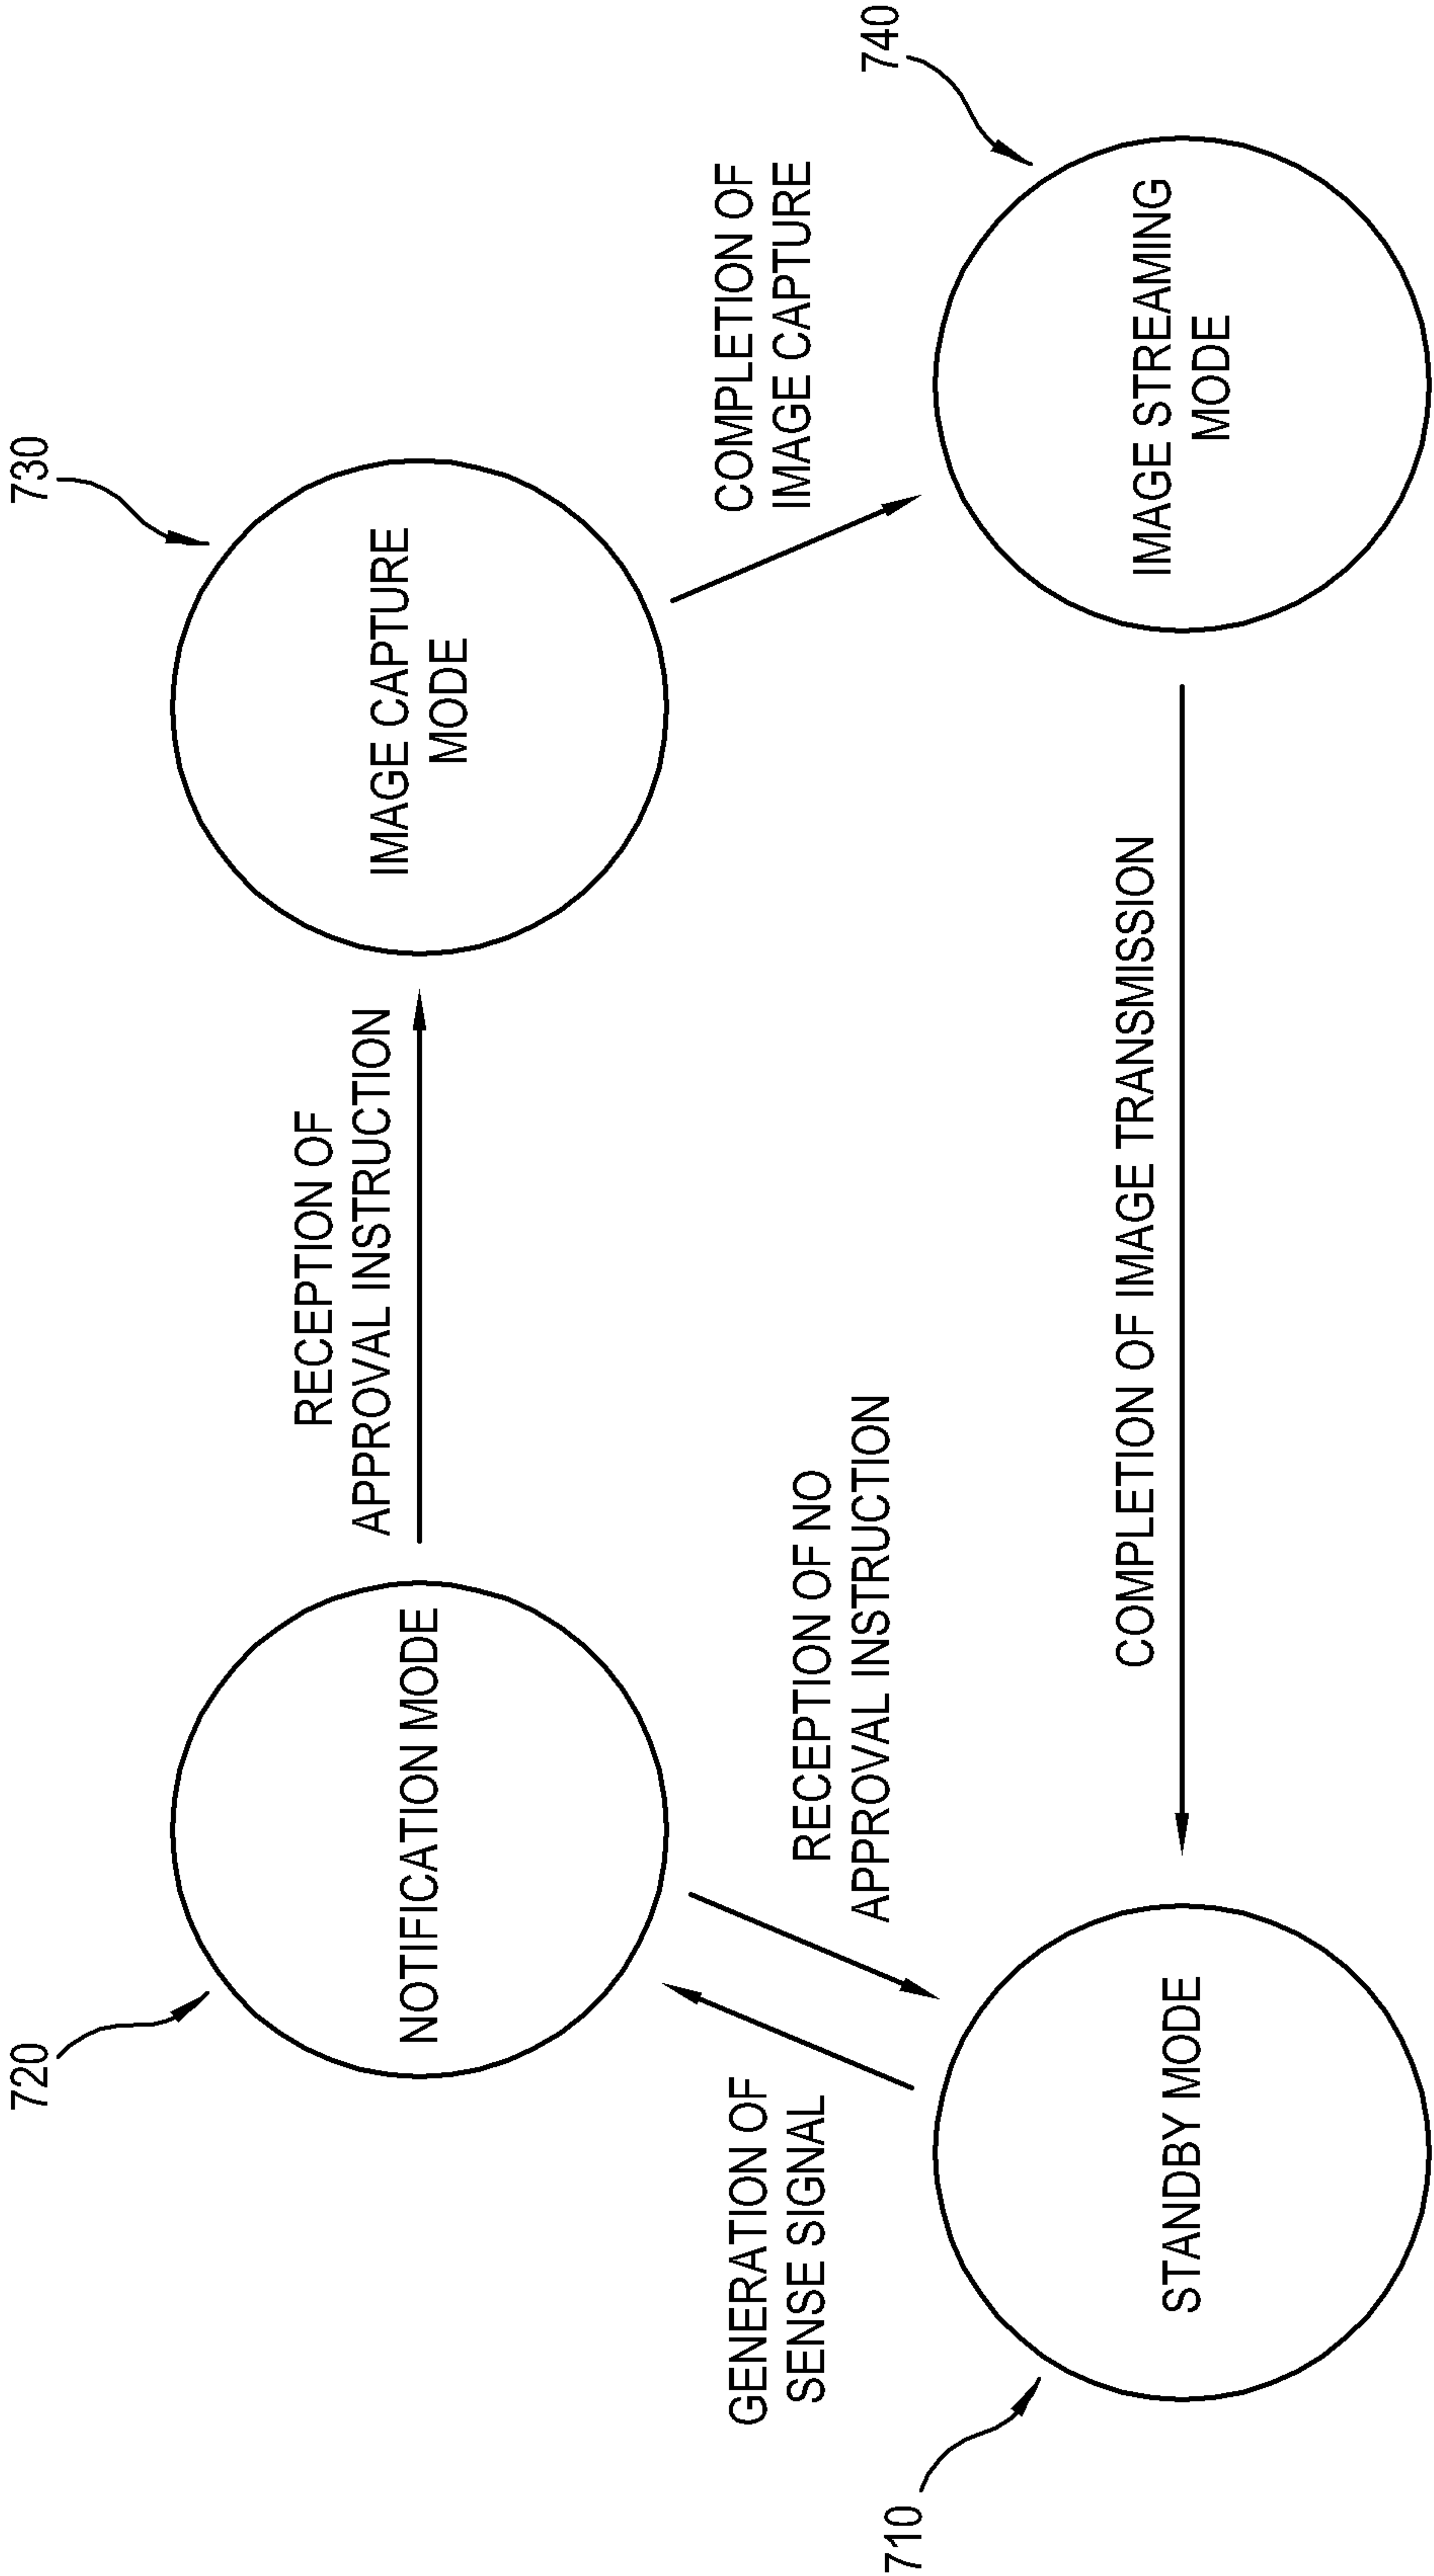 720
730
NOTIFICATION MODE
RECEPTION OF
APPROVAL INSTRUCTION
IMAGE CAPTURE
MODE
GENERATION OF
SENSE SIGNAL
RECEPTION OF NO
APPROVAL INSTRUCTION
COMPLETION OF
IMAGE CAPTURE
710
740
STANDBY MODE
COMPLETION OF IMAGE TRANSMISSION
IMAGE STREAMING
MODE